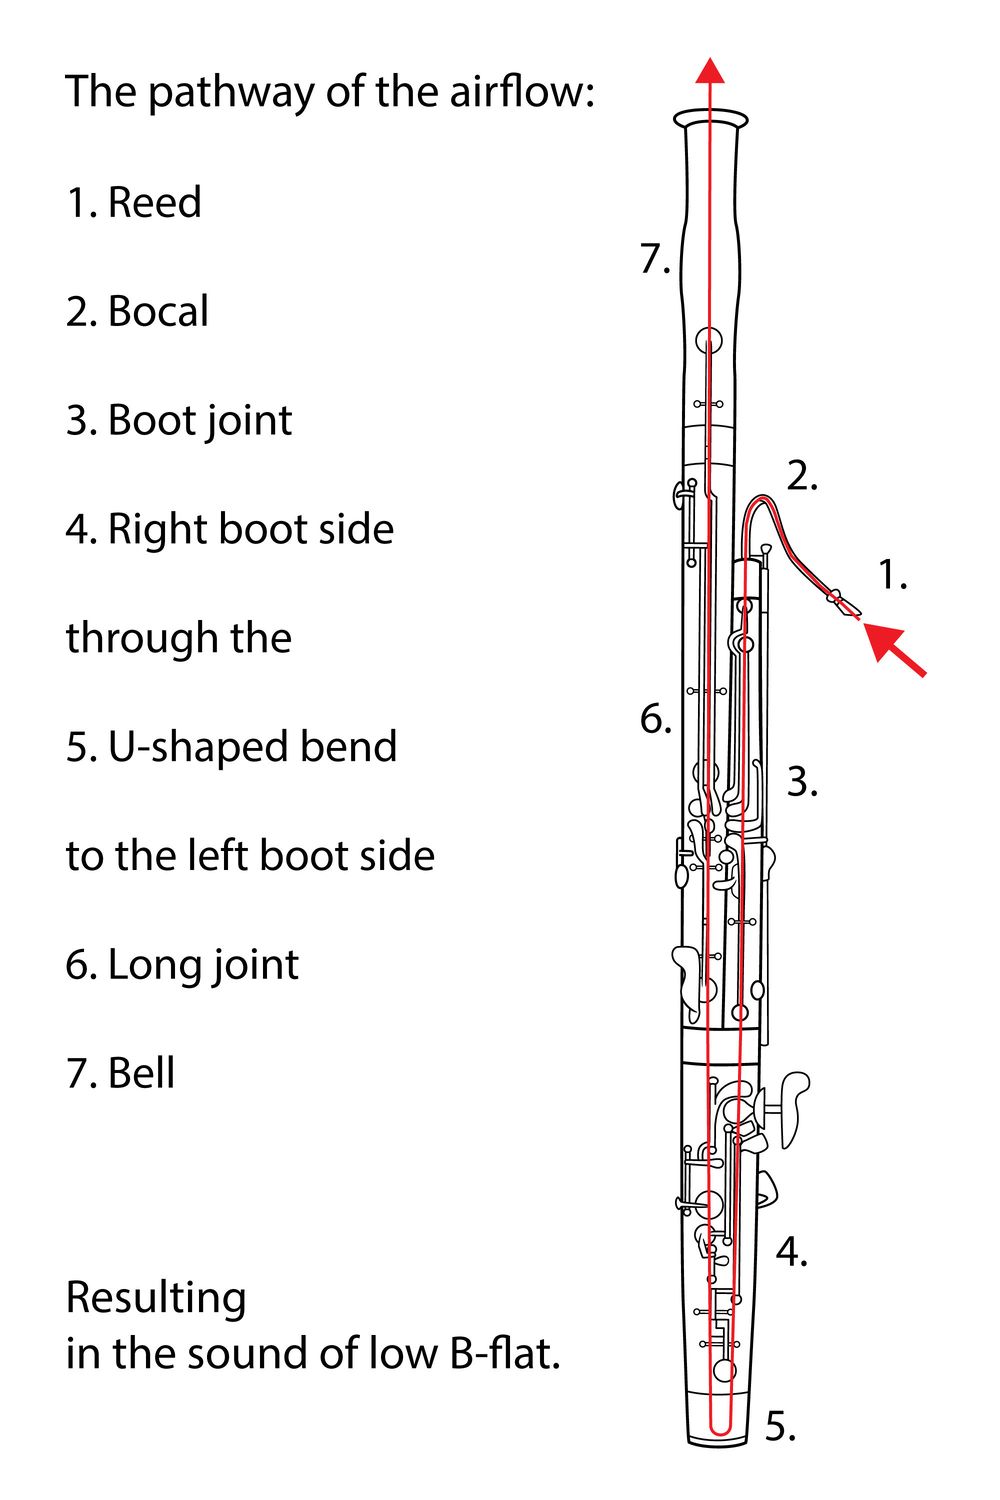 The pathway of the airflow:
1. Reed
2. Bocal
3. Boot joint
4. Right boot side
through the
5. U-shaped bend
to the left boot side
6. Long joint
7. Bell
Resulting
in the sound of low B-flat.
7.
2.
1.
6.
3.
4.
5.